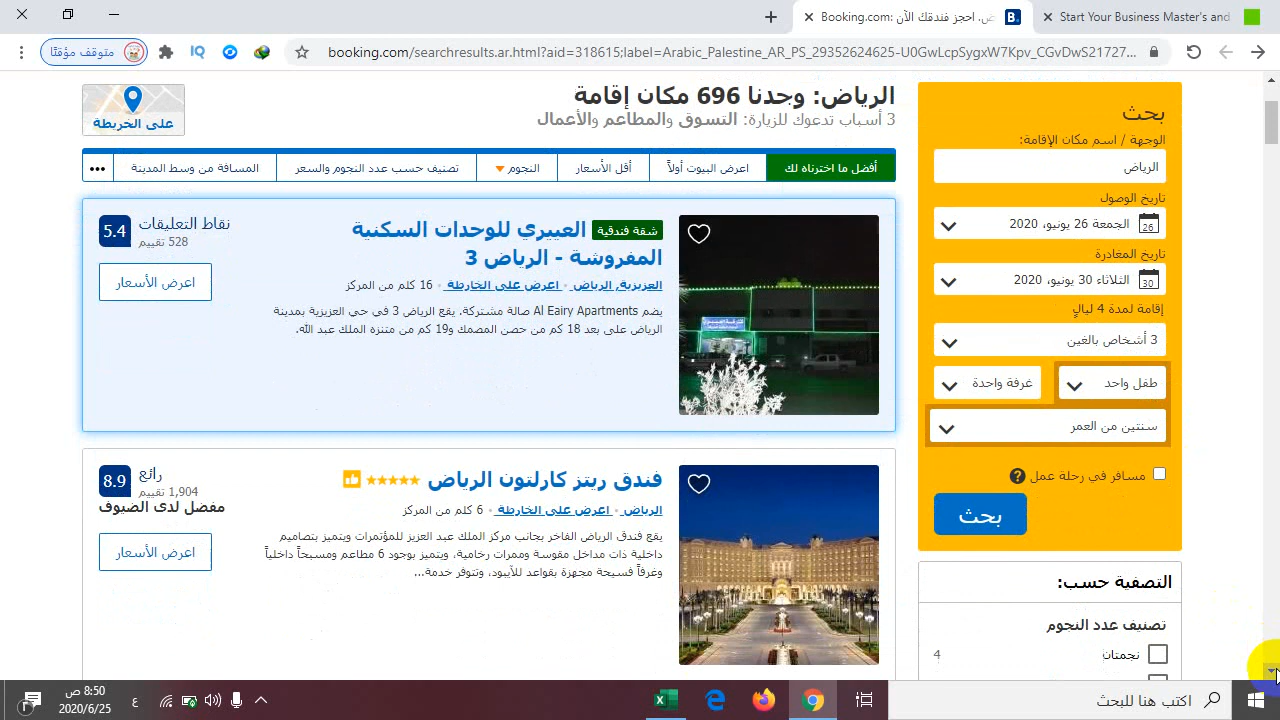 Booking.com: ض. احجز فندقك الآن
Start Your Business Master's and
booking.com/searchresults.ar.html?aid=318615;label=Arabic_Palestine_AR_PS_29352624625-U0GwLcpSyqxW7Kpv_CGvDwS21727...
متوقف مؤقتًا
على الخريطة
الرياض: وجدنا 696 مكان إقامة
3 أسباب تدعوك للزيارة: التسوق والمطاعم والأعمال
أفضل ما اخترناه لك
اعرض البيوت أولاً
أقل الأسعار
النجوم
تصنيف حسب عدد النجوم والسعر
المسافة من وسط المدينة
•••
شقة فندقية
العييري للوحدات السكنية
المفروشة - الرياض 3
العزيزية, الرياض • اعرض على الخارطة • 16 كلم من المركز
يضم Al Eairy Apartments صالة مشتركة، يقع الرياض 3 في حي العزيزية بمدينة
الرياض على بعد 18 كم من حصن المصمك و19 كم من متنزه الملك عبد الله.
نقاط التعليقات
528 تقييم
5.4
اعرض الأسعار
فندق ريتز كارلتون الرياض
الرياض • اعرض على الخارطة • 6 كلم من المركز
يقع فندق الرياض الفاخر بجانب مركز الملك عبد العزيز للمؤتمرات ويتميز بتصاميم
داخلية ذات مداخل مقوسة وممرات رخامية، ويتميز بوجود 6 مطاعم ومسبحاً داخلياً
وغرفاً فسيحة مجهزة بقواعد للآيبود، وتتوفر خدمة...
رائع
1,904 تقييم
8.9
مفضل لدى الضيوف
اعرض الأسعار
بحث
الوجهة / اسم مكان الإقامة:
الرياض
تاريخ الوصول
26
الجمعة 26 يونيو، 2020
تاريخ المغادرة
30
الثلاثاء 30 يونيو، 2020
إقامة لمدة 4 ليالٍ
3 أشخاص بالغين
طفل واحد
غرفة واحدة
سنتين من العمر
مسافر في رحلة عمل
بحث
التصفية حسب:
تصنيف عدد النجوم
نجمتان
4
اكتب هنا للبحث
ع
8:50 ص
2020/6/25